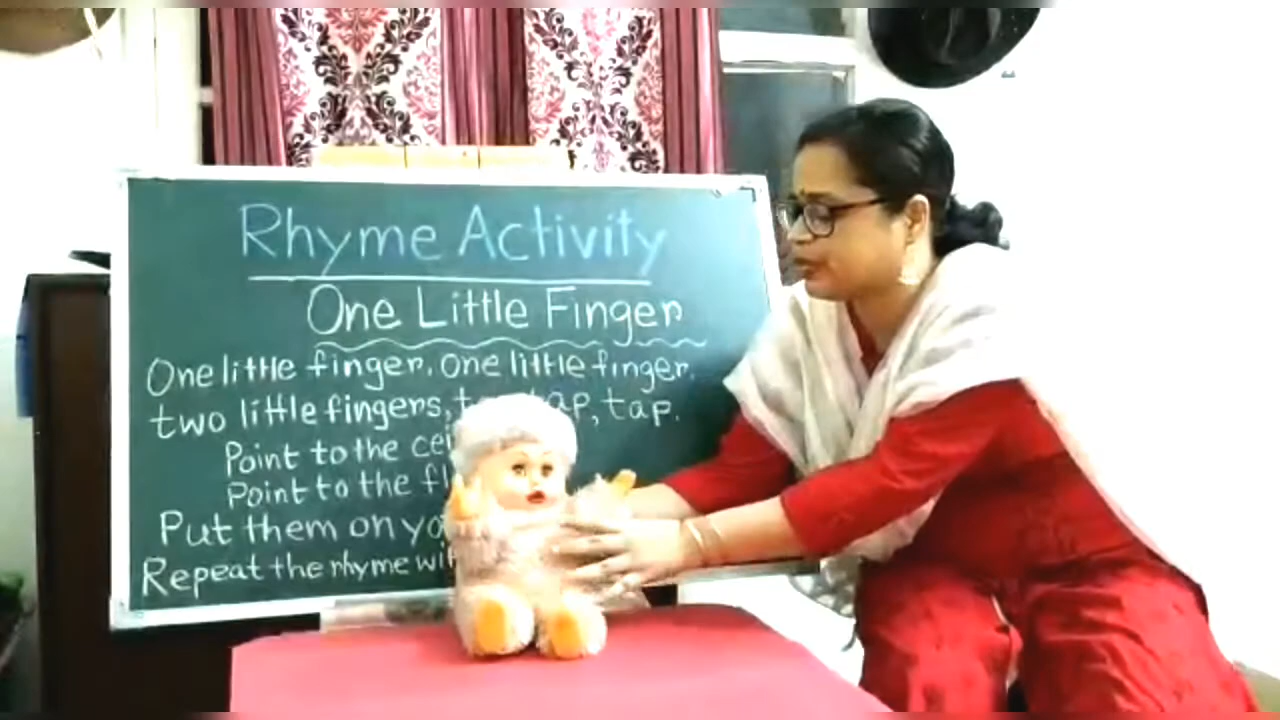 Rhyme Activity
One Little Finger
One little finger, One little finger,
two little fingers, tap, tap.
Point to the
Point to the
Put them on
Repeat the rhyme